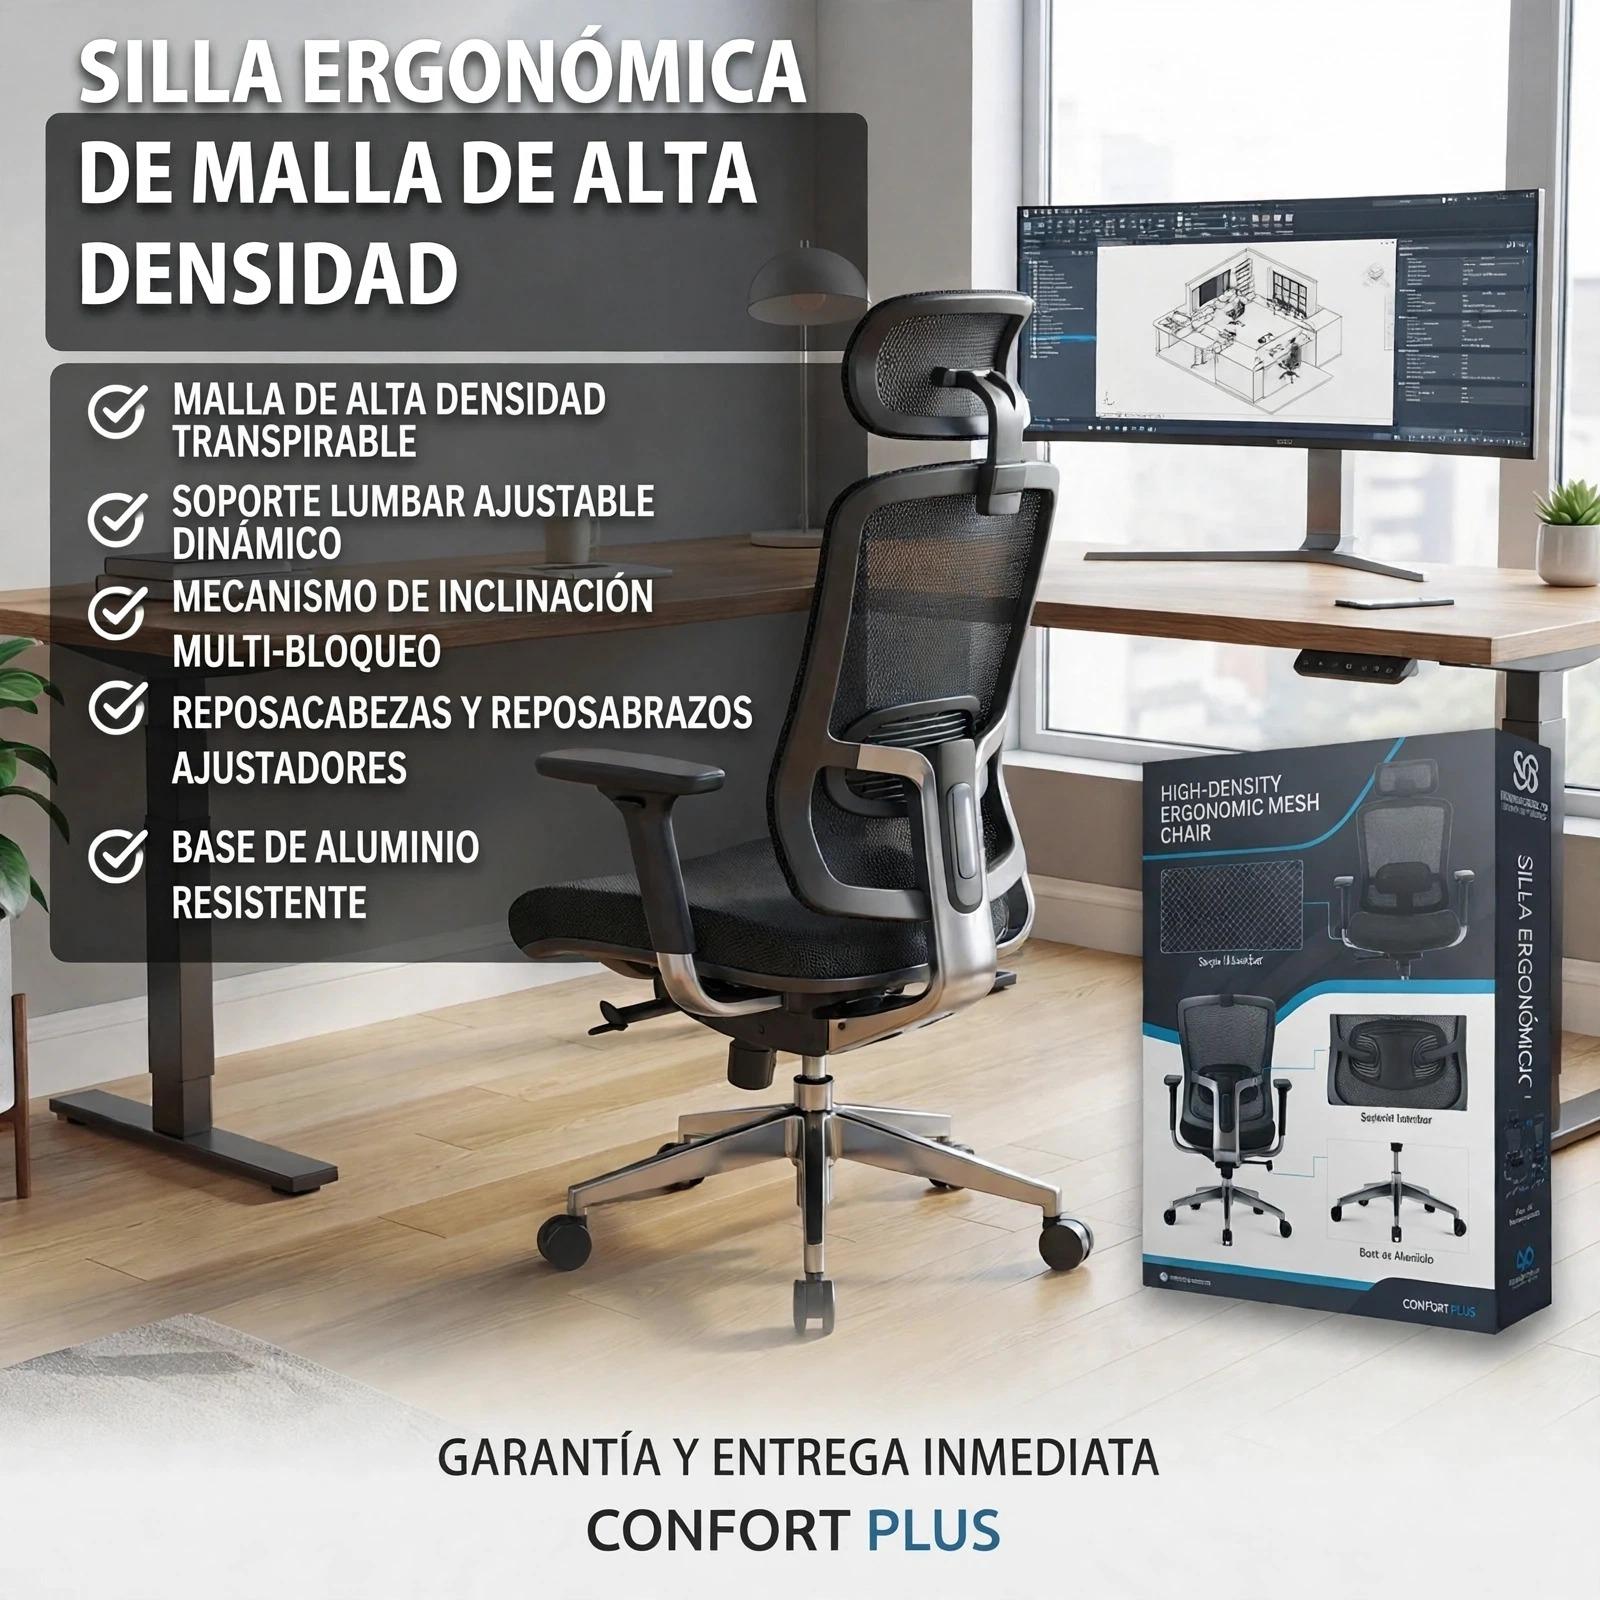 SILLA ERGONÓMICA
DE MALLA DE ALTA
DENSIDAD
MALLA DE ALTA DENSIDAD
TRANSPIRABLE
SOPORTE LUMBAR AJUSTABLE
DINÁMICO
MECANISMO DE INCLINACIÓN
MULTI-BLOQUEO
REPOSACABEZAS Y REPOSABRAZOS
AJUSTADORES
BASE DE ALUMINIO
RESISTENTE
HIGH-DENSITY
ERGONOMIC MESH
CHAIR
CONFORT PLUS
SILLA
GARANTÍA Y ENTREGA INMEDIATA
CONFORT PLUS